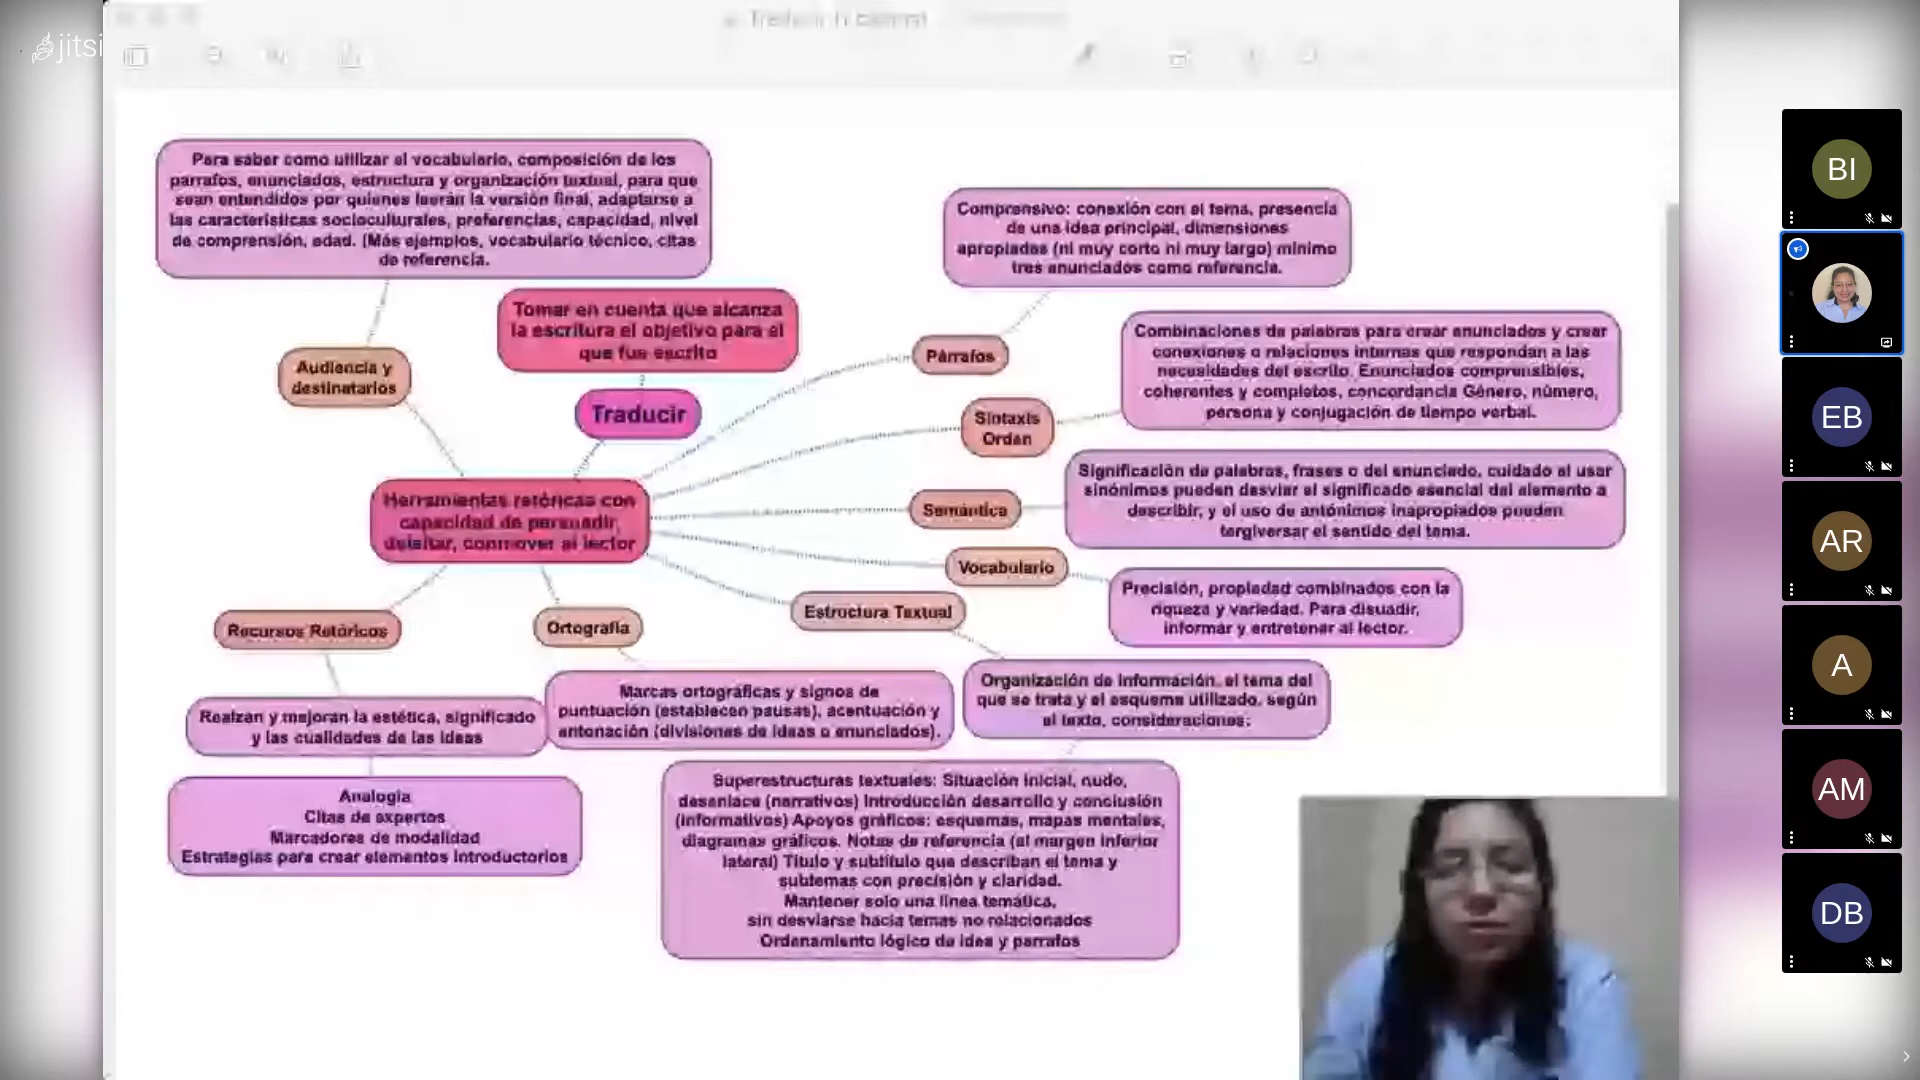 jitsi
Para saber como utilizar el vocabulario, composición de los
parrafos, enunciados, estructura y organización textual, para que
sean entendidos por quienes leerán la versión final, adaptarse a
las características socioculturales, preferencias, capacidad, nivel
de comprensión, edad. (Más ejemplos, vocabulario técnico, citas
de referencia.
Tomar en cuenta que alcanza
la escritura el objetivo para el
que fue escrito
Audiencia y
destinatarios
Traducir
Herramientas retóricas con
capacidad de persuadir,
deleitar, conmover al lector
Comprensivo: conexión con el tema, presencia
de una idea principal, dimensiones
apropiadas (ni muy corto ni muy largo) mínimo
tres enunciados como referencia.
Párrafos
Combinaciones de palabras para crear enunciados y crear
conexiones o relaciones internas que respondan a las
necesidades del escrito. Enunciados comprensibles,
coherentes y completos, concordancia Género, número,
persona y conjugación de tiempo verbal.
Sintaxis
Orden
Significación de palabras, frases o del enunciado, cuidado al usar
sinónimos pueden desviar el significado esencial del elemento a
describir, y el uso de antónimos inapropiados pueden
tergiversar el sentido del tema.
Semántica
Vocabulario
Precisión, propiedad combinados con la
riqueza y variedad. Para disuadir,
informar y entretener al lector.
Estructura Textual
Organización de información, el tema del
que se trata y el esquema utilizado, según
el texto, consideraciones:
Recursos Retóricos
Ortografía
Marcas ortográficas y signos de
puntuación (establecen pausas), acentuación y
entonación (divisiones de ideas o enunciados).
Realzan y mejoran la estética, significado
y las cualidades de las ideas
Analogía
Citas de expertos
Marcadores de modalidad
Estrategias para crear elementos introductorios
Superestructuras textuales: Situación inicial, nudo,
desenlace (narrativos) Introducción desarrollo y conclusión
(informativos) Apoyos gráficos: esquemas, mapas mentales,
diagramas gráficos. Notas de referencia (al margen inferior
lateral) Título y subtítulo que describan el tema y
subtemas con precisión y claridad.
Mantener solo una línea temática,
sin desviarse hacia temas no relacionados
Ordenamiento lógico de idea y parrafos
BI
EB
AR
A
AM
DB